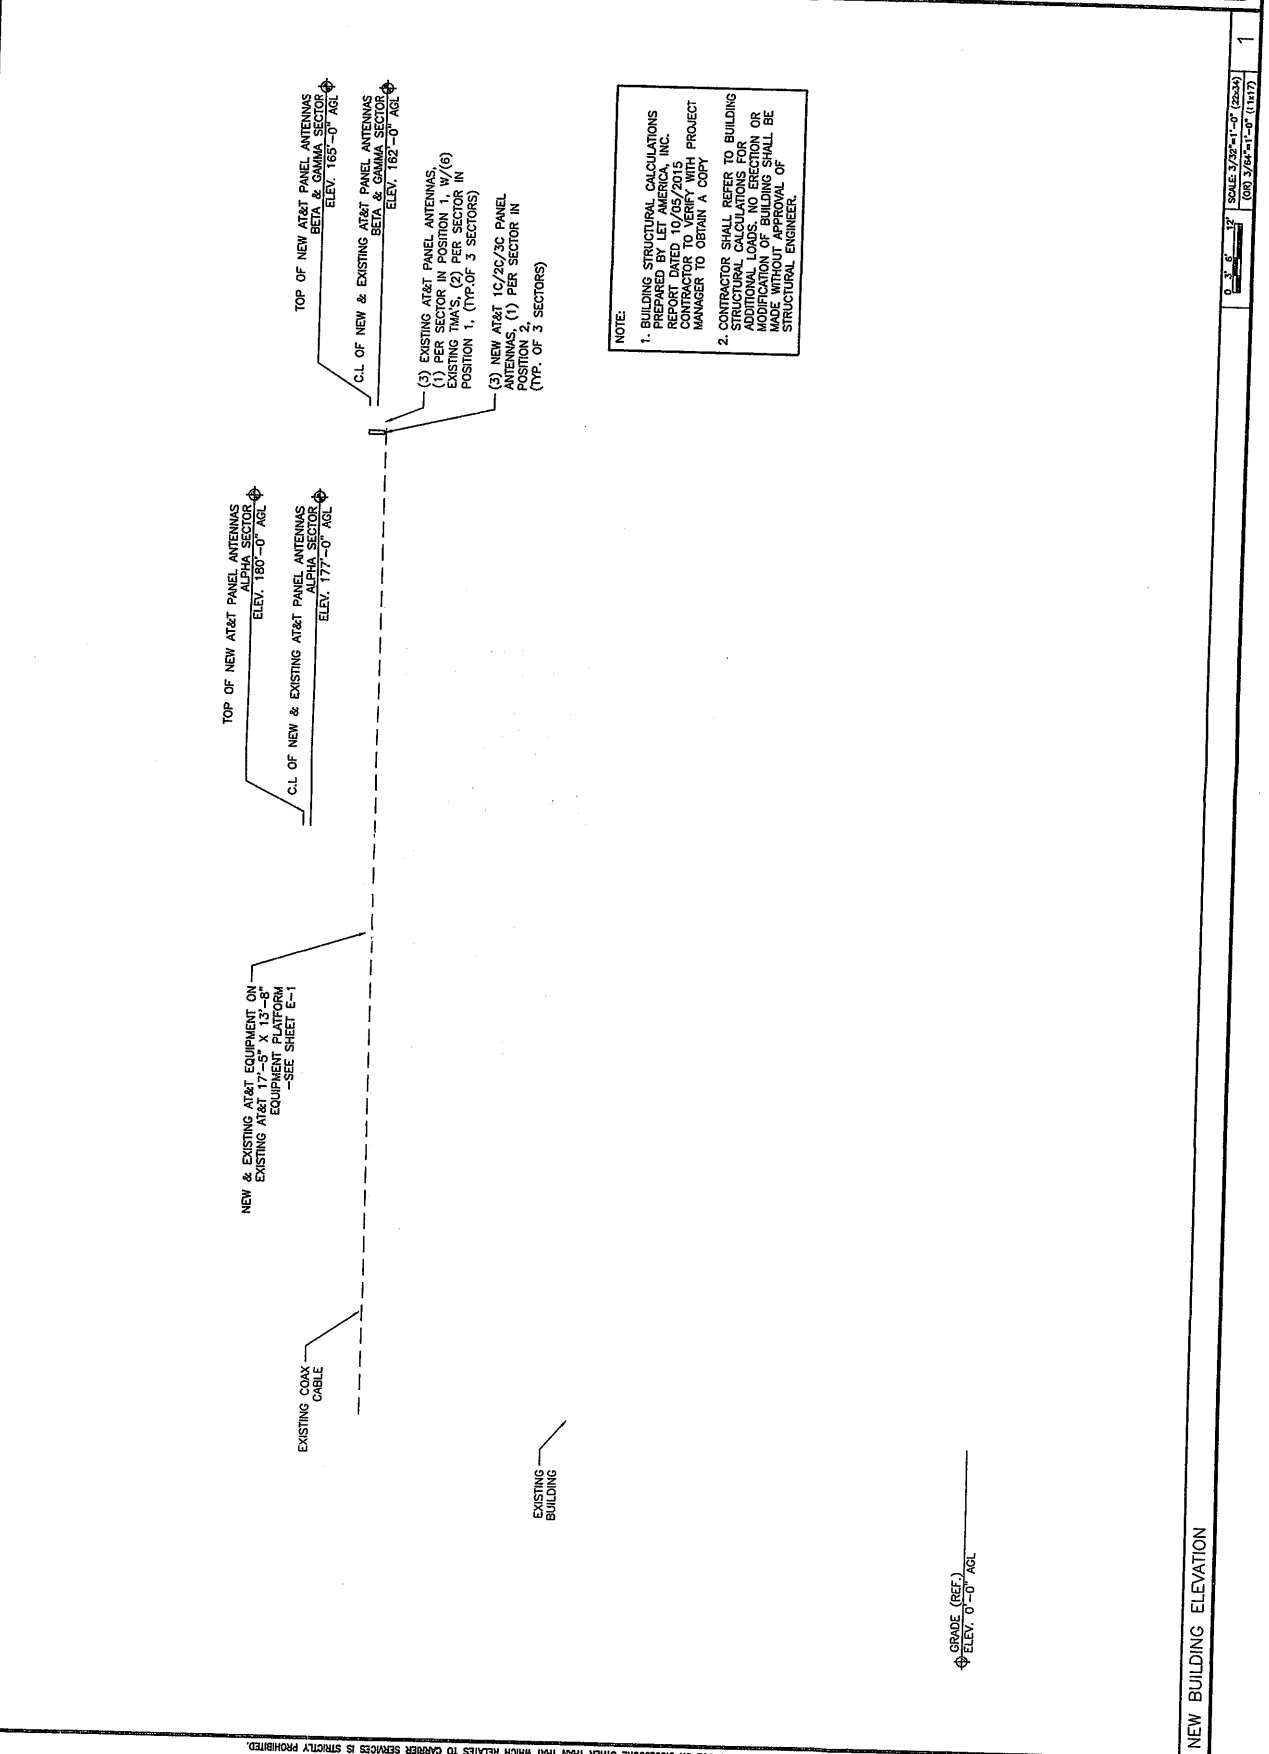 TOP OF NEW AT&T PANEL ANTENNAS
ALPHA SECTOR
ELEV. 180'-0" AGL
C.L OF NEW & EXISTING AT&T PANEL ANTENNAS
ALPHA SECTOR
ELEV. 177'-0" AGL
TOP OF NEW AT&T PANEL ANTENNAS
BETA & GAMMA SECTOR
ELEV. 165'-0" AGL
C.L OF NEW & EXISTING AT&T PANEL ANTENNAS
BETA & GAMMA SECTOR
ELEV. 162'-0" AGL
NEW & EXISTING AT&T EQUIPMENT ON
EXISTING AT&T 17'-5" X 13'-8"
EQUIPMENT PLATFORM
-SEE SHEET E-1
EXISTING COAX
CABLE
(3) EXISTING AT&T PANEL ANTENNAS,
(1) PER SECTOR IN POSITION 1, W/(6)
EXISTING TMA'S, (2) PER SECTOR IN
POSITION 1, (TYP.OF 3 SECTORS)
(3) NEW AT&T 1C/2C/3C PANEL
ANTENNAS, (1) PER SECTOR IN
POSITION 2,
(TYP. OF 3 SECTORS)
EXISTING
BUILDING
NOTE:
1. BUILDING STRUCTURAL CALCULATIONS
PREPARED BY LET AMERICA, INC.
REPORT DATED 10/05/2015
CONTRACTOR TO VERIFY WITH PROJECT
MANAGER TO OBTAIN A COPY
2. CONTRACTOR SHALL REFER TO BUILDING
STRUCTURAL CALCULATIONS FOR
ADDITIONAL LOADS. NO ERECTION OR
MODIFICATION OF BUILDING SHALL BE
MADE WITHOUT APPROVAL OF
STRUCTURAL ENGINEER.
GRADE (REF.)
ELEV. 0'-0" AGL
NEW BUILDING ELEVATION
0 3' 6' 12'
SCALE: 3/32"=1'-0" (22x34)
(OR) 3/64"=1'-0" (11x17)
1
OTHER THAN THAT WHICH RELATES TO CARRIER SERVICES IS STRICTLY PROHIBITED.